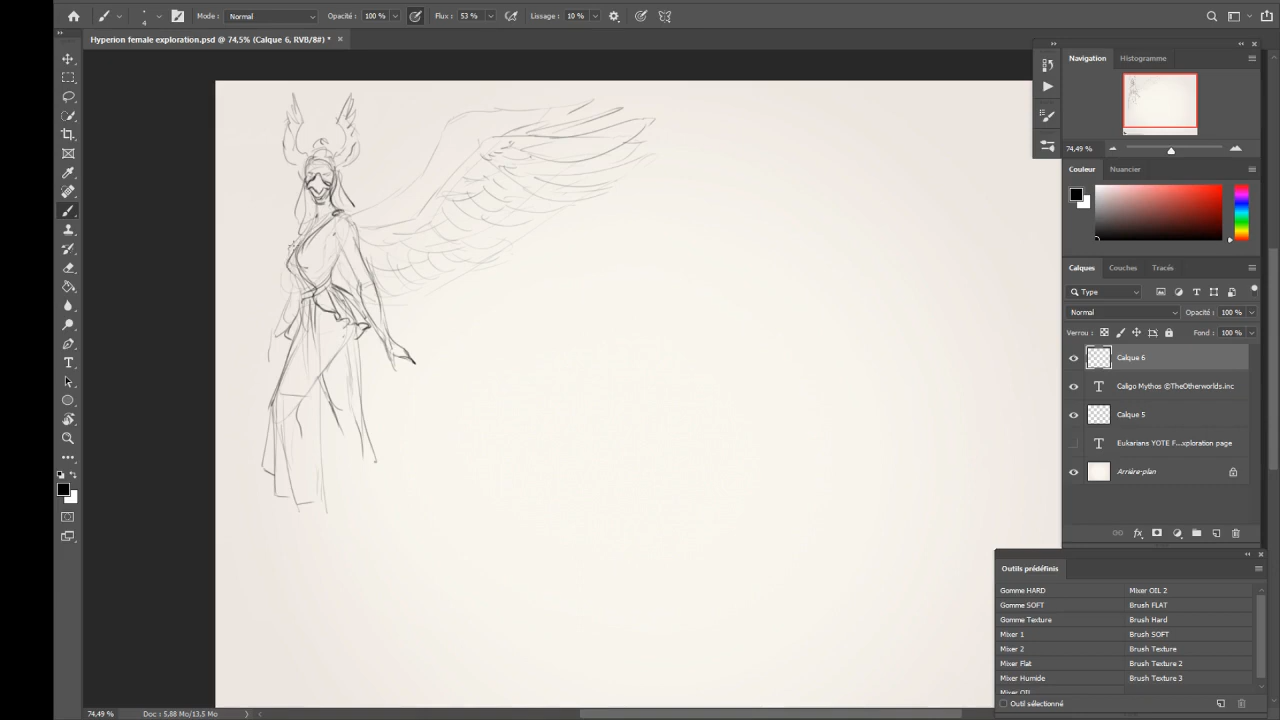 4
Mode : Normal
Opacité : 100 %
Flux : 53 %
Lissage : 10 %
Hyperion female exploration.psd @ 74,5% (Calque 6, RVB/8#) *
Navigation Histogramme
74,49 %
Couleur Nuancier
Calques Couches Tracés
Type
Normal Opacité : 100 %
Verrou : Fond : 100 %
Calque 6
T Caligo Mythos ©TheOtherworlds.inc
Calque 5
T Eukarians YOTE F...xploration page
Arrière-plan
fx
Outils prédéfinis
Gomme HARD Mixer OIL 2
Gomme SOFT Brush FLAT
Gomme Texture Brush Hard
Mixer 1 Brush SOFT
Mixer 2 Brush Texture
Mixer Flat Brush Texture 2
Mixer Humide Brush Texture 3
Mixer OIL
Outil sélectionné
74,49 % Doc : 5,88 Mo/13,5 Mo